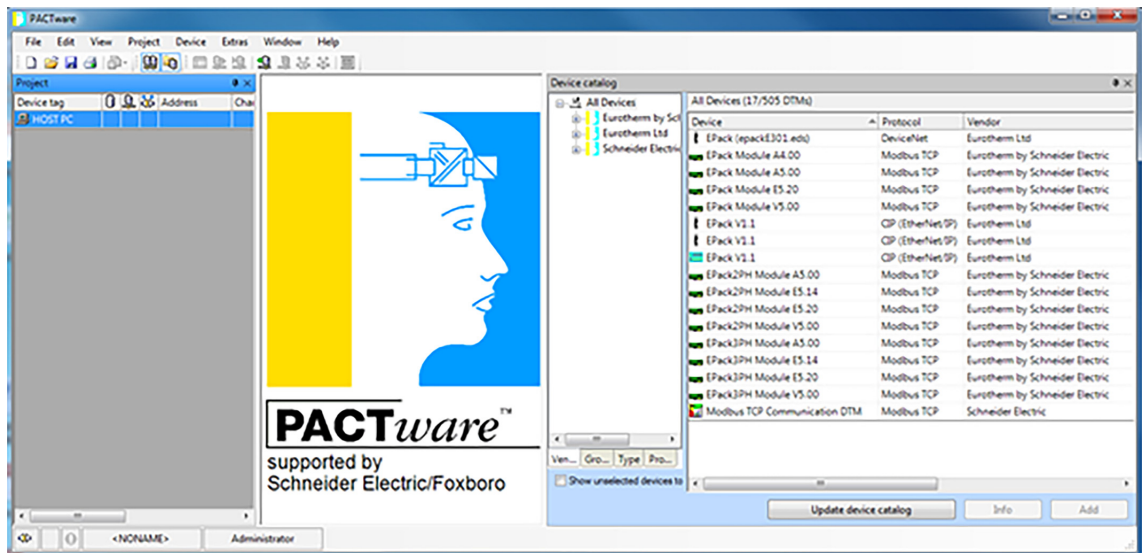 PACTware
File Edit View Project Device Extras Window Help
Project
Device tag Address Chan
HOST PC
PACTware™
supported by
Schneider Electric/Foxboro
Device catalog
All Devices
Eurotherm by Sch
Eurotherm Ltd
Schneider Electric
Ven... Gro... Type Pro...
Show unselected devices to
All Devices (17/505 DTMs)
Device Protocol Vendor
EPack (epackE301.eds) DeviceNet Eurotherm Ltd
EPack Module A4.00 Modbus TCP Eurotherm by Schneider Electric
EPack Module A5.00 Modbus TCP Eurotherm by Schneider Electric
EPack Module E5.20 Modbus TCP Eurotherm by Schneider Electric
EPack Module V5.00 Modbus TCP Eurotherm by Schneider Electric
EPack V1.1 CIP (EtherNet/IP) Eurotherm Ltd
EPack V1.1 CIP (EtherNet/IP) Eurotherm Ltd
EPack V1.1 CIP (EtherNet/IP) Eurotherm Ltd
EPack2PH Module A5.00 Modbus TCP Eurotherm by Schneider Electric
EPack2PH Module E5.14 Modbus TCP Eurotherm by Schneider Electric
EPack2PH Module E5.20 Modbus TCP Eurotherm by Schneider Electric
EPack2PH Module V5.00 Modbus TCP Eurotherm by Schneider Electric
EPack3PH Module A5.00 Modbus TCP Eurotherm by Schneider Electric
EPack3PH Module E5.14 Modbus TCP Eurotherm by Schneider Electric
EPack3PH Module E5.20 Modbus TCP Eurotherm by Schneider Electric
EPack3PH Module V5.00 Modbus TCP Eurotherm by Schneider Electric
Modbus TCP Communication DTM Modbus TCP Schneider Electric
Update device catalog Info Add
<NONAME> Administrator